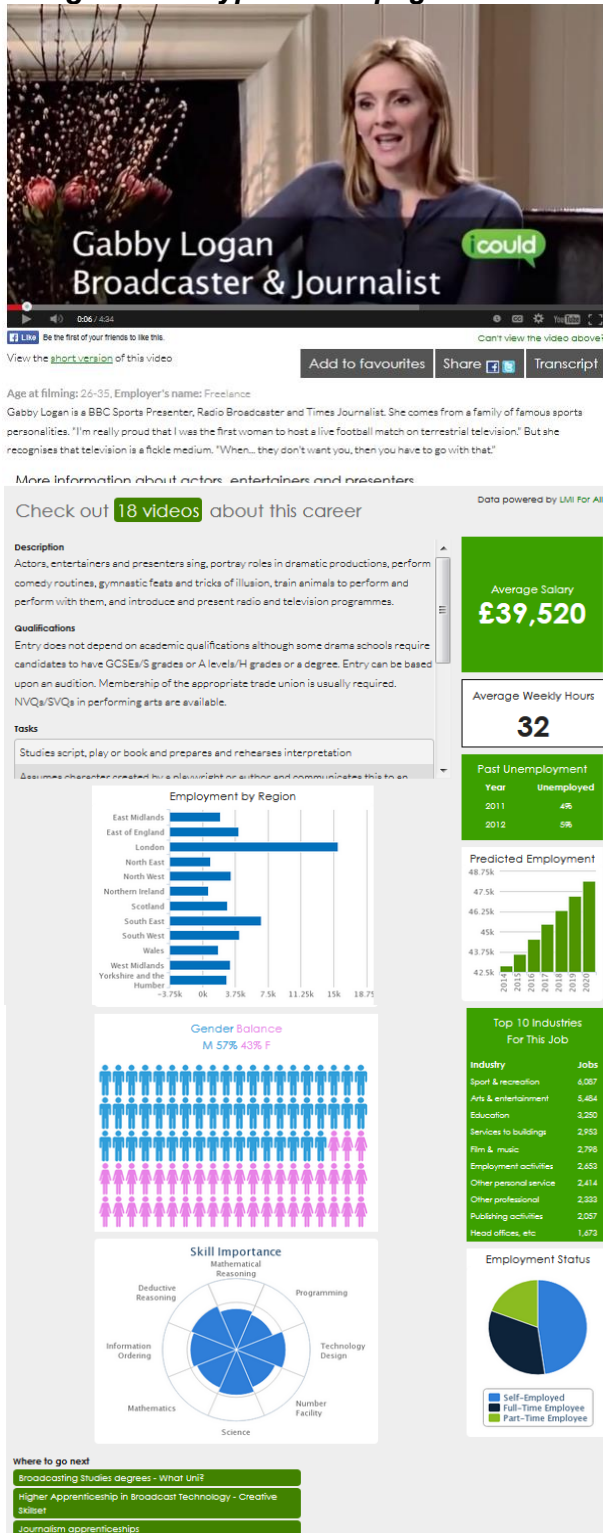 Gabby Logan
Broadcaster & Journalist
icould
0:06 / 4:34
CC
YouTube
Like
Be the first of your friends to like this.
Can't view the video above?
View the short version of this video
Add to favourites
Share
Transcript
Age at filming: 26-35, Employer's name: Freelance
Gabby Logan is a BBC Sports Presenter, Radio Broadcaster and Times Journalist. She comes from a family of famous sports
personalities. "I'm really proud that I was the first woman to host a live football match on terrestrial television." But she
recognises that television is a fickle medium. "When... they don't want you, then you have to go with that."
More information about actors, entertainers and presenters
Check out 18 videos about this career
Data powered by LMI For All
Description
Actors, entertainers and presenters sing, portray roles in dramatic productions, perform
comedy routines, gymnastic feats and tricks of illusion, train animals to perform and
perform with them, and introduce and present radio and television programmes.
Qualifications
Entry does not depend on academic qualifications although some drama schools require
candidates to have GCSEs/S grades or A levels/H grades or a degree. Entry can be based
upon an audition. Membership of the appropriate trade union is usually required.
NVQs/SVQs in performing arts are available.
Tasks
Studies script, play or book and prepares and rehearses interpretation
Assumes character created by a playwright or author and communicates this to an
Average Salary
£39,520
Average Weekly Hours
32
Past Unemployment
Year Unemployed
2011 4%
2012 5%
Employment by Region
East Midlands
East of England
London
North East
North West
Northern Ireland
Scotland
South East
South West
Wales
West Midlands
Yorkshire and the
Humber
-3.75k 0k 3.75k 7.5k 11.25k 15k 18.75
Predicted Employment
48.75k
47.5k
46.25k
45k
43.75k
42.5k
2014 2015 2016 2017 2018 2019 2020
Gender Balance
M 57% 43% F
Top 10 Industries
For This Job
Industry Jobs
Sport & recreation 6,087
Arts & entertainment 5,484
Education 3,250
Services to buildings 2,953
Film & music 2,798
Employment activities 2,653
Other personal service 2,414
Other professional 2,333
Publishing activities 2,057
Head offices, etc 1,673
Skill Importance
Mathematical
Reasoning
Programming
Technology
Design
Number
Facility
Science
Mathematics
Information
Ordering
Deductive
Reasoning
Employment Status
Self-Employed
Full-Time Employee
Part-Time Employee
Where to go next
Broadcasting Studies degrees - What Uni?
Higher Apprenticeship in Broadcast Technology - Creative
Skillset
Journalism apprenticeships